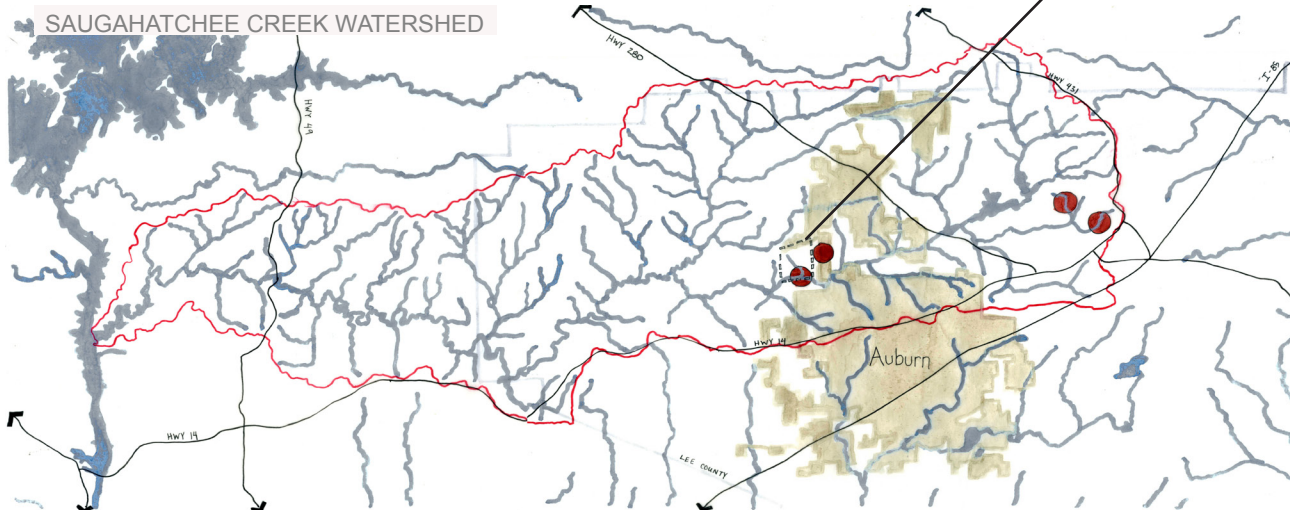 SAUGAHATCHEE CREEK WATERSHED
HWY 280
HWY 431
I-85
HWY 49
HWY 14
Auburn
HWY 14
LEE COUNTY